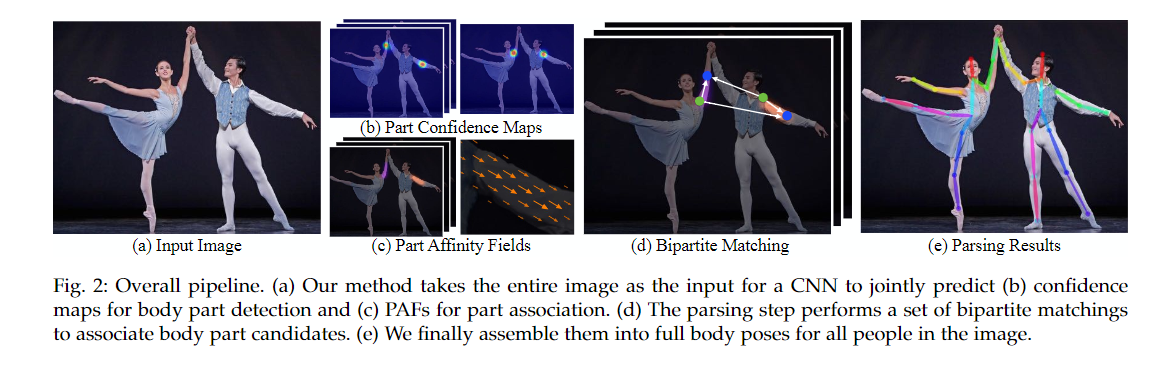 (b) Part Confidence Maps
(a) Input Image
(c) Part Affinity Fields
(d) Bipartite Matching
(e) Parsing Results
Fig. 2: Overall pipeline. (a) Our method takes the entire image as the input for a CNN to jointly predict (b) confidence
maps for body part detection and (c) PAFs for part association. (d) The parsing step performs a set of bipartite matchings
to associate body part candidates. (e) We finally assemble them into full body poses for all people in the image.